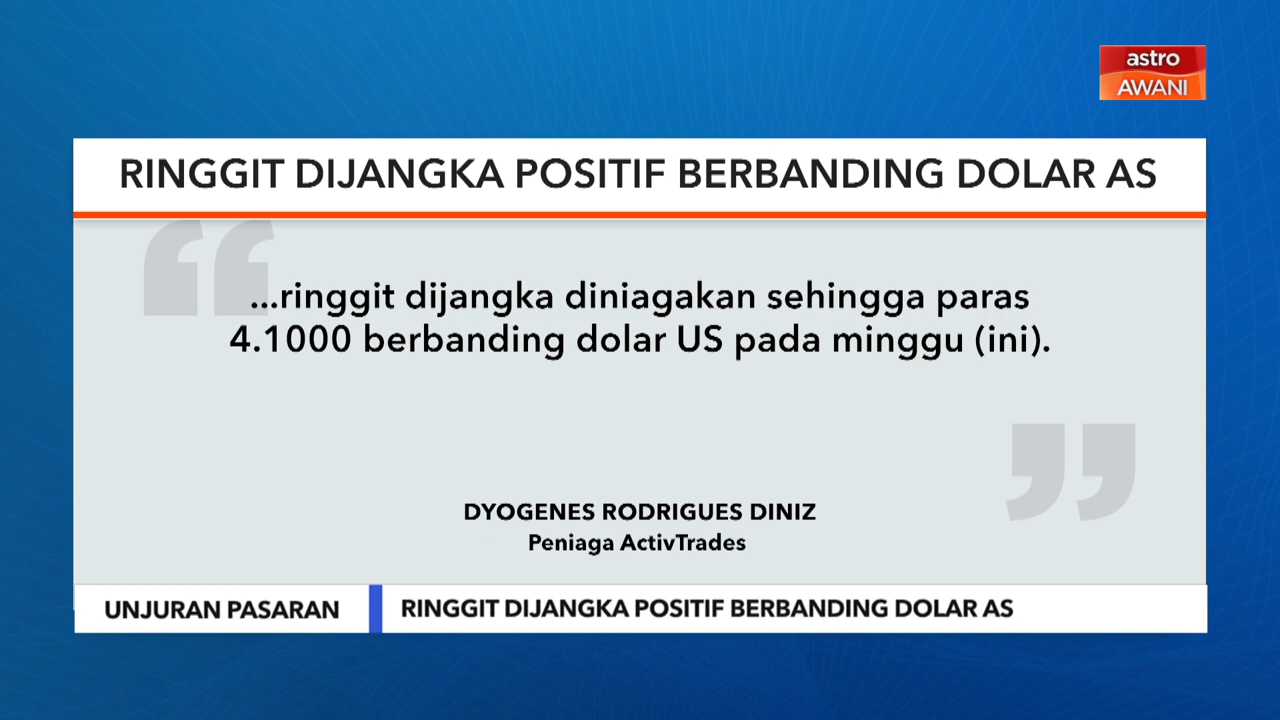 astro
AWANI
RINGGIT DIJANGKA POSITIF BERBANDING DOLAR AS
“
...ringgit dijangka diniagakan sehingga paras
4.1000 berbanding dolar US pada minggu (ini).
”
DYOGENES RODRIGUES DINIZ
Peniaga ActivTrades
UNJURAN PASARAN
RINGGIT DIJANGKA POSITIF BERBANDING DOLAR AS